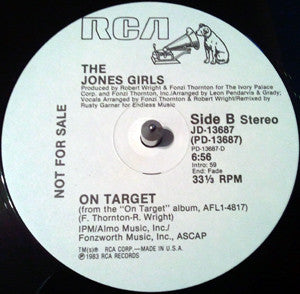 RCA
THE
JONES GIRLS
Produced by Robert Wright & Fonzi Thornton for The Ivory Palace
Corp. and Fonzi Thornton, Inc./Arranged by Leon Pendarvis & Grady;
Vocals Arranged by Fonzi Thornton & Robert Wright/Remixed by
Rusty Garner for Endless Music
NOT FOR SALE
Side B Stereo
JD-13687
(PD-13687)
PD-13687-D
6:56
Intro: 59
End: Fade
33⅓ RPM
ON TARGET
(from the "On Target" album, AFL1-4817)
(F. Thornton-R. Wright)
IPM/Almo Music, Inc./
Fonzworth Music, Inc., ASCAP
TM(s)® RCA CORP.—MADE IN U.S.A.
℗1983 RCA RECORDS